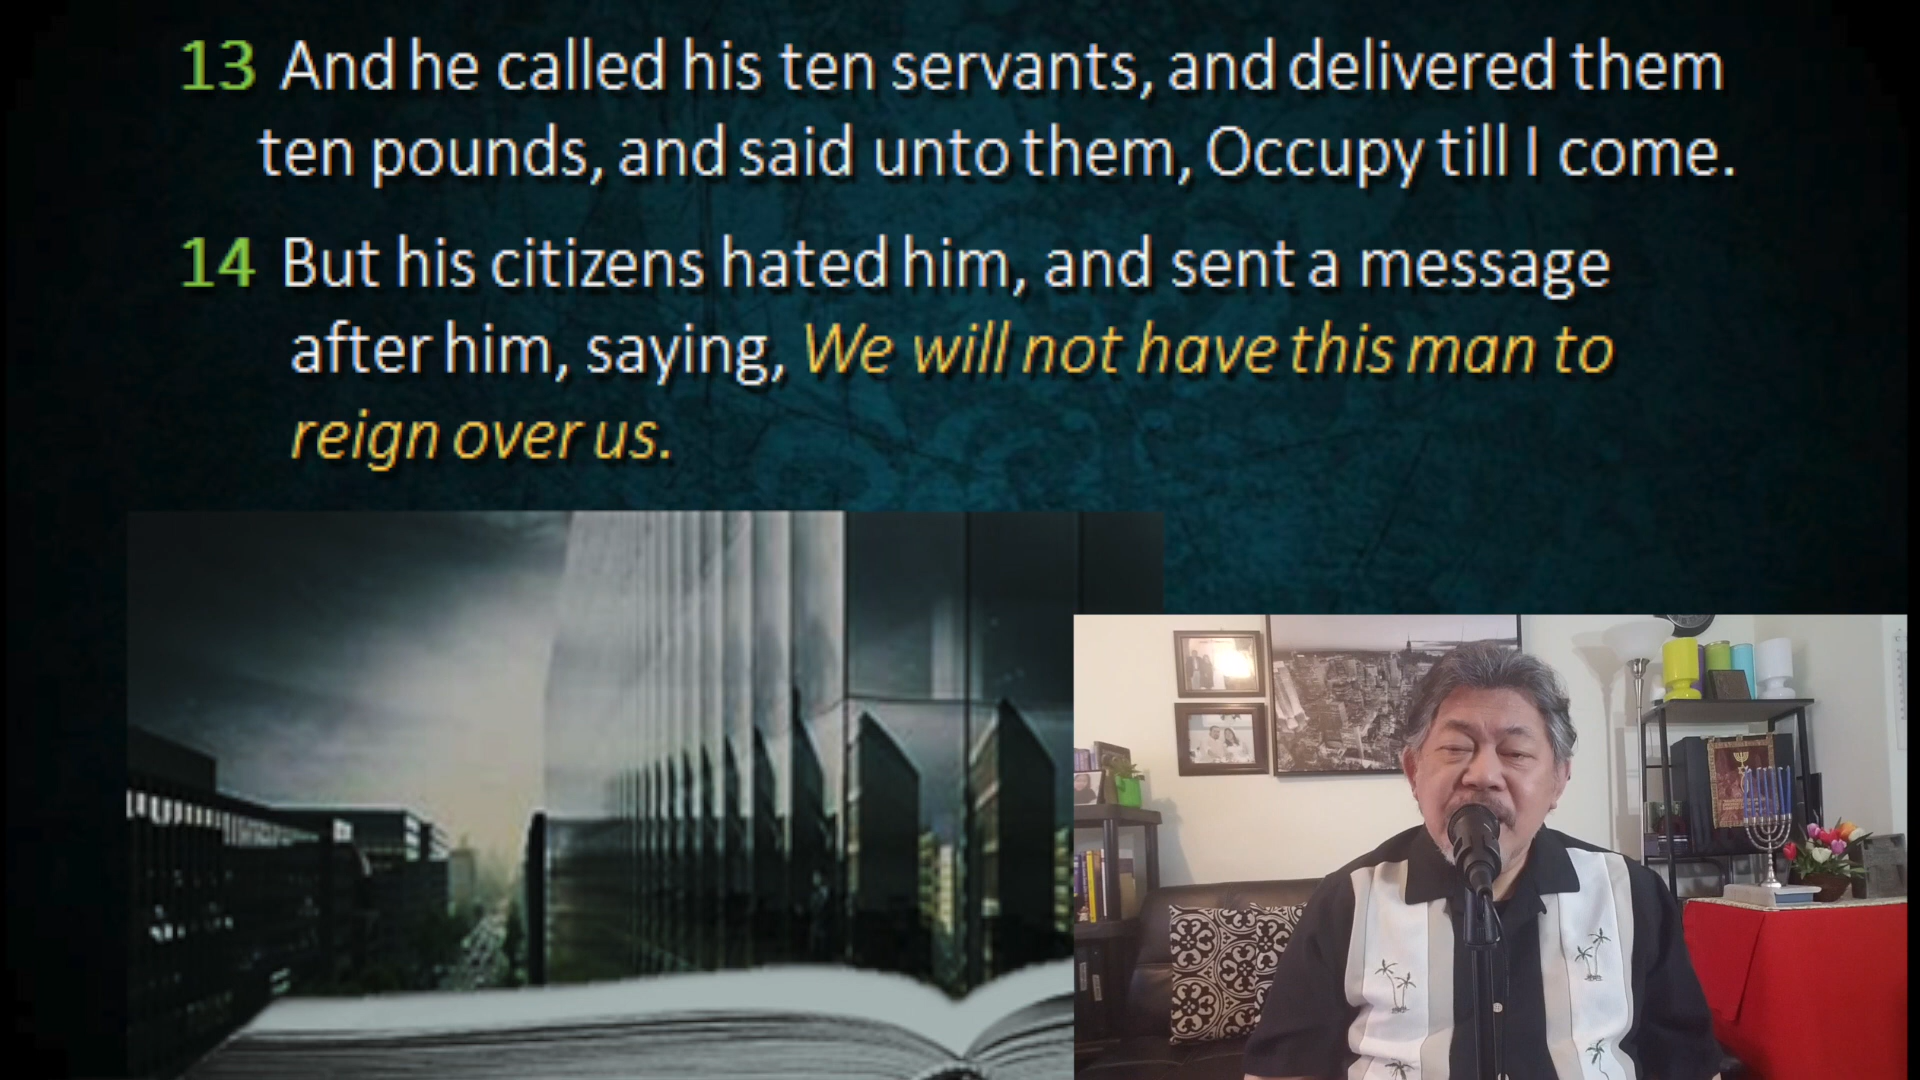 13 And he called his ten servants, and delivered them
ten pounds, and said unto them, Occupy till I come.
14 But his citizens hated him, and sent a message
after him, saying, We will not have this man to
reign over us.